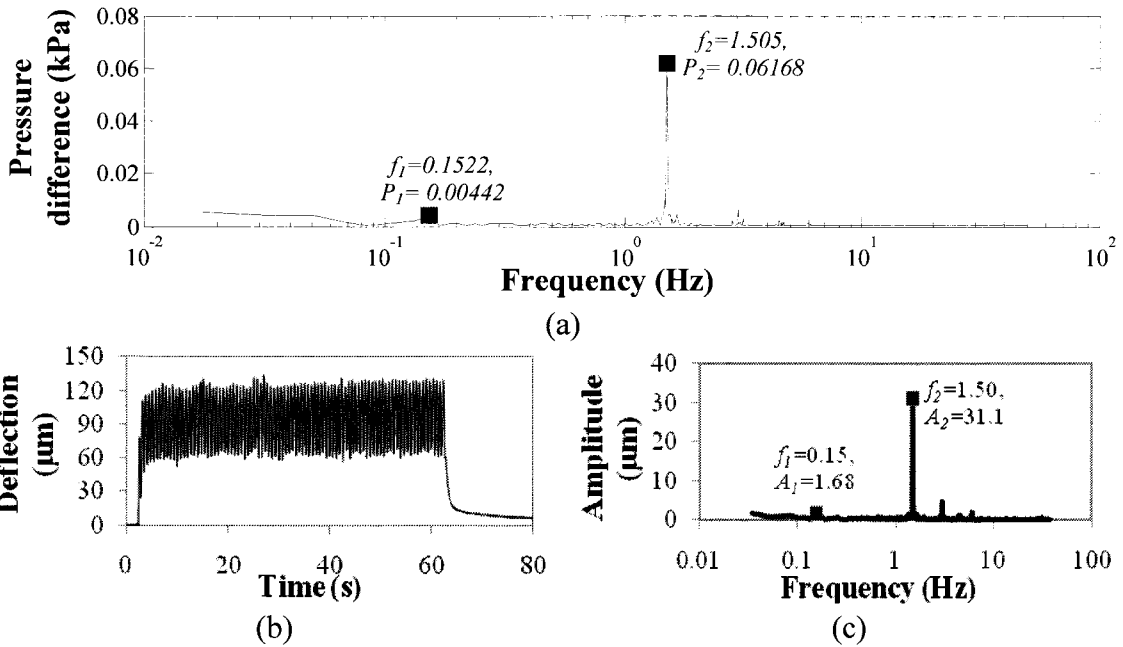 Pressure difference (kPa)
0.08
0.06
0.04
0.02
0
f₂=1.505,
P₂= 0.06168
f₁=0.1522,
P₁= 0.00442
10⁻² 10⁻¹ 10⁰ 10¹ 10²
Frequency (Hz)
(a)
Deflection (μm)
150
120
90
60
30
0
0 20 40 60 80
Time (s)
(b)
Amplitude (μm)
40
30
20
10
0
f₂=1.50,
A₂=31.1
f₁=0.15,
A₁=1.68
0.01 0.1 1 10 100
Frequency (Hz)
(c)